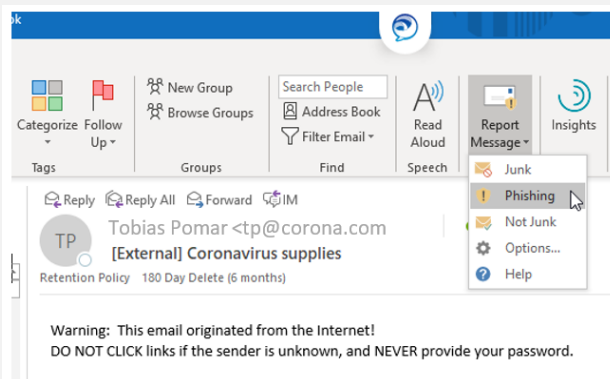 ok
Categorize
Follow
Up
Tags
New Group
Browse Groups
Groups
Search People
Address Book
Filter Email
Find
Read
Aloud
Speech
Report
Message
Insights
Junk
Phishing
Not Junk
Options...
Help
Reply
Reply All
Forward
IM
TP
Tobias Pomar <tp@corona.com
[External] Coronavirus supplies
Retention Policy 180 Day Delete (6 months)
Warning: This email originated from the Internet!
DO NOT CLICK links if the sender is unknown, and NEVER provide your password.